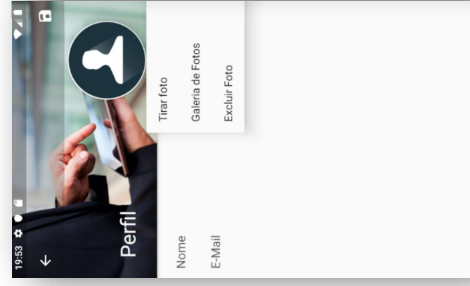 19:53
Perfil
Tirar foto
Galeria de Fotos
Excluir Foto
Nome
E-Mail